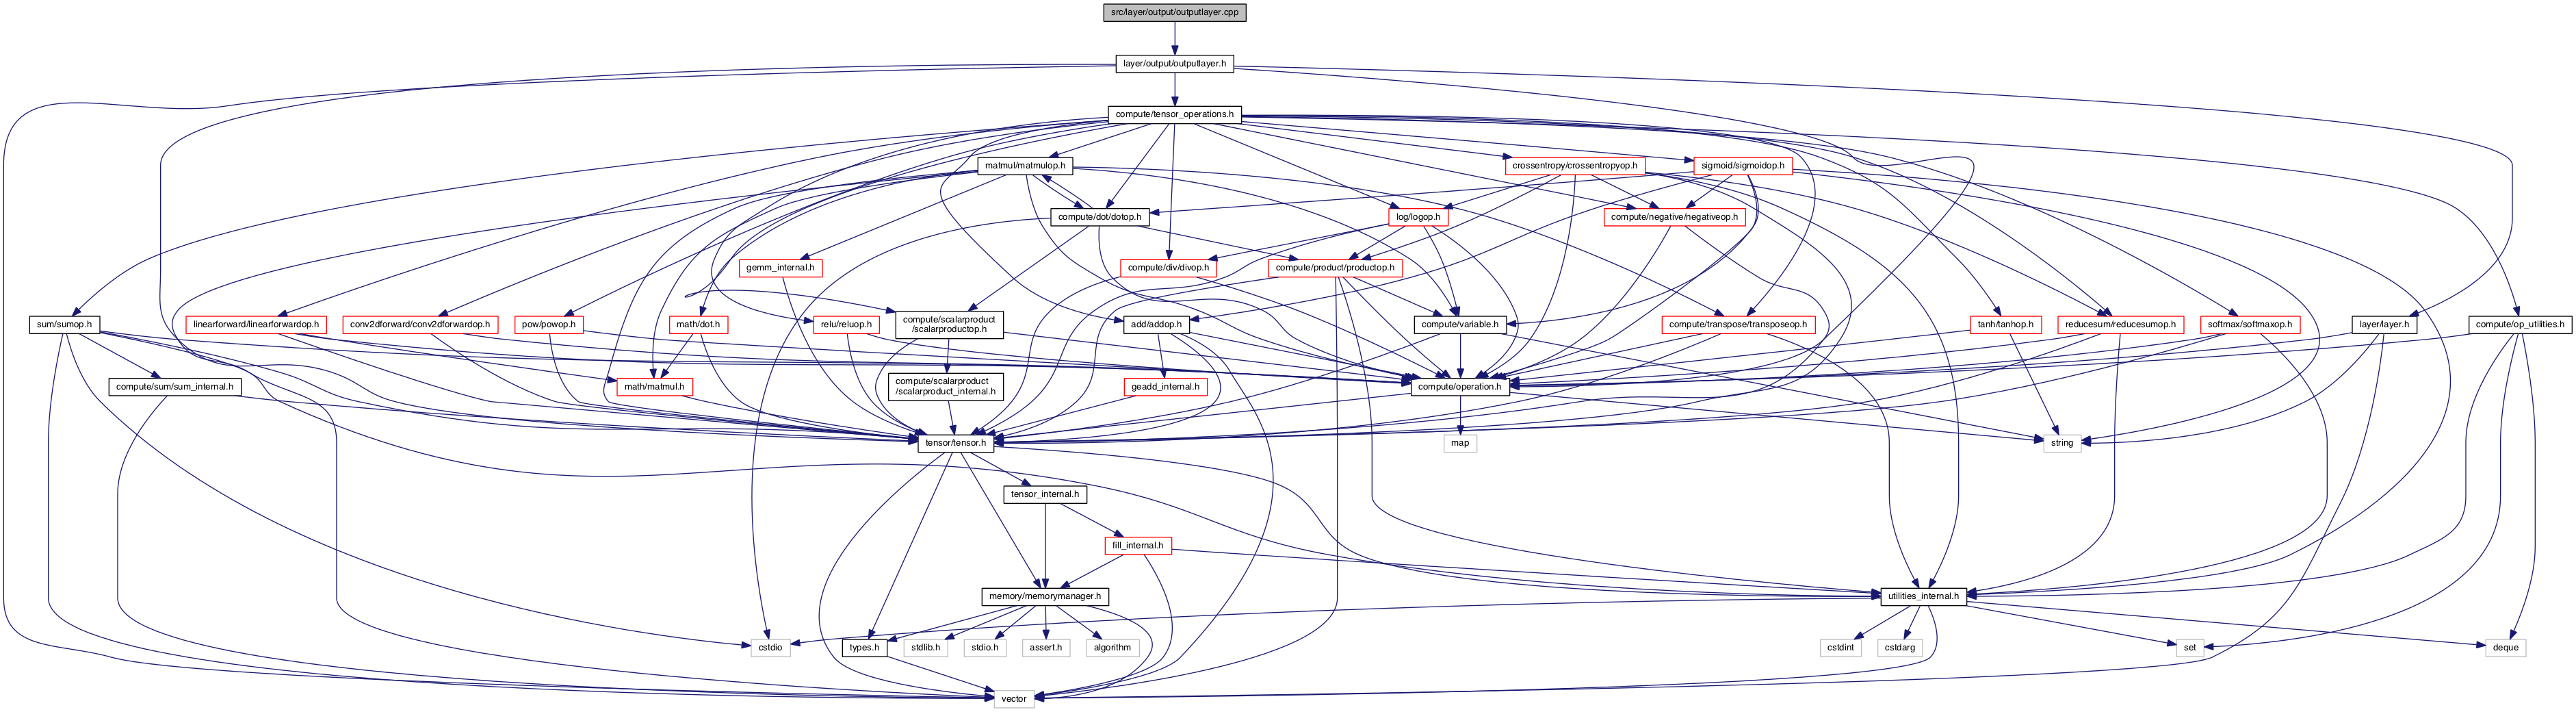 src/layer/output/outputlayer.cpp
layer/output/outputlayer.h
compute/tensor_operations.h
matmul/matmulop.h
crossentropy/crossentropyop.h
sigmoid/sigmoidop.h
compute/dot/dotop.h
log/logop.h
compute/negative/negativeop.h
gemm_internal.h
compute/div/divop.h
compute/product/productop.h
sum/sumop.h
linearforward/linearforwardop.h
conv2dforward/conv2dforwardop.h
pow/powop.h
math/dot.h
relu/reluop.h
compute/scalarproduct
/scalarproductop.h
add/addop.h
compute/variable.h
compute/transpose/transposeop.h
tanh/tanhop.h
reducesum/reducesumop.h
softmax/softmaxop.h
layer/layer.h
compute/op_utilities.h
compute/sum/sum_internal.h
math/matmul.h
compute/scalarproduct
/scalarproduct_internal.h
geadd_internal.h
compute/operation.h
tensor/tensor.h
map
string
tensor_internal.h
fill_internal.h
memory/memorymanager.h
utilities_internal.h
cstdio
types.h
stdlib.h
stdio.h
assert.h
algorithm
cstdint
cstdarg
set
deque
vector